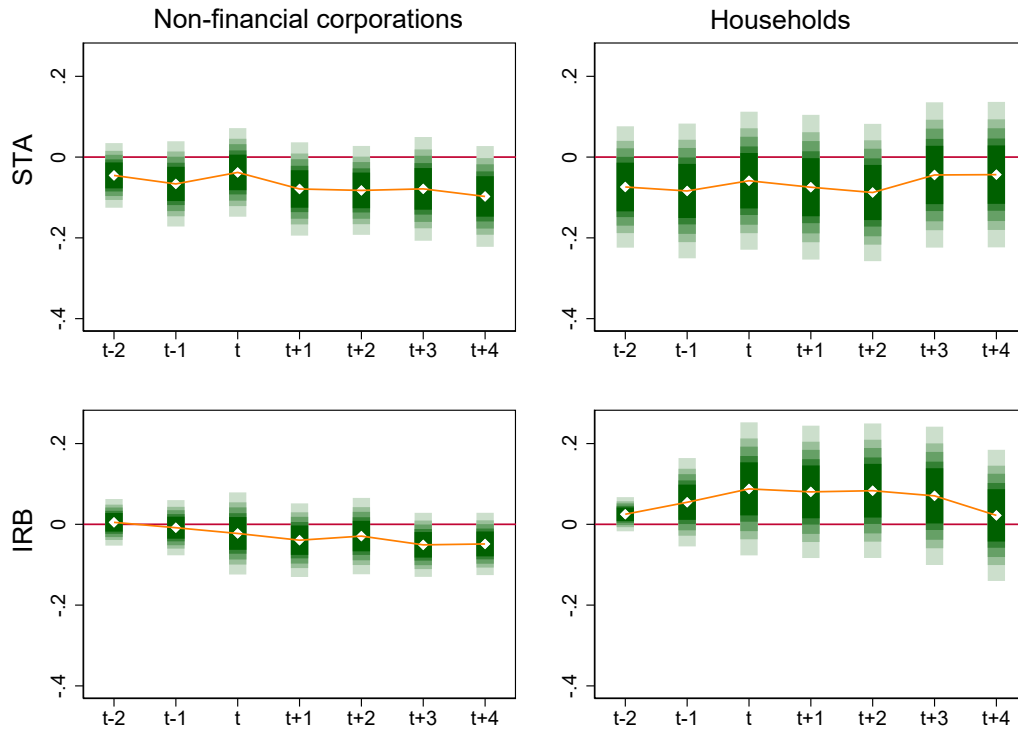 Non-financial corporations
Households
STA
.2
0
-.2
-.4
t-2 t-1 t t+1 t+2 t+3 t+4
.2
0
-.2
-.4
t-2 t-1 t t+1 t+2 t+3 t+4
IRB
.2
0
-.2
-.4
t-2 t-1 t t+1 t+2 t+3 t+4
.2
0
-.2
-.4
t-2 t-1 t t+1 t+2 t+3 t+4